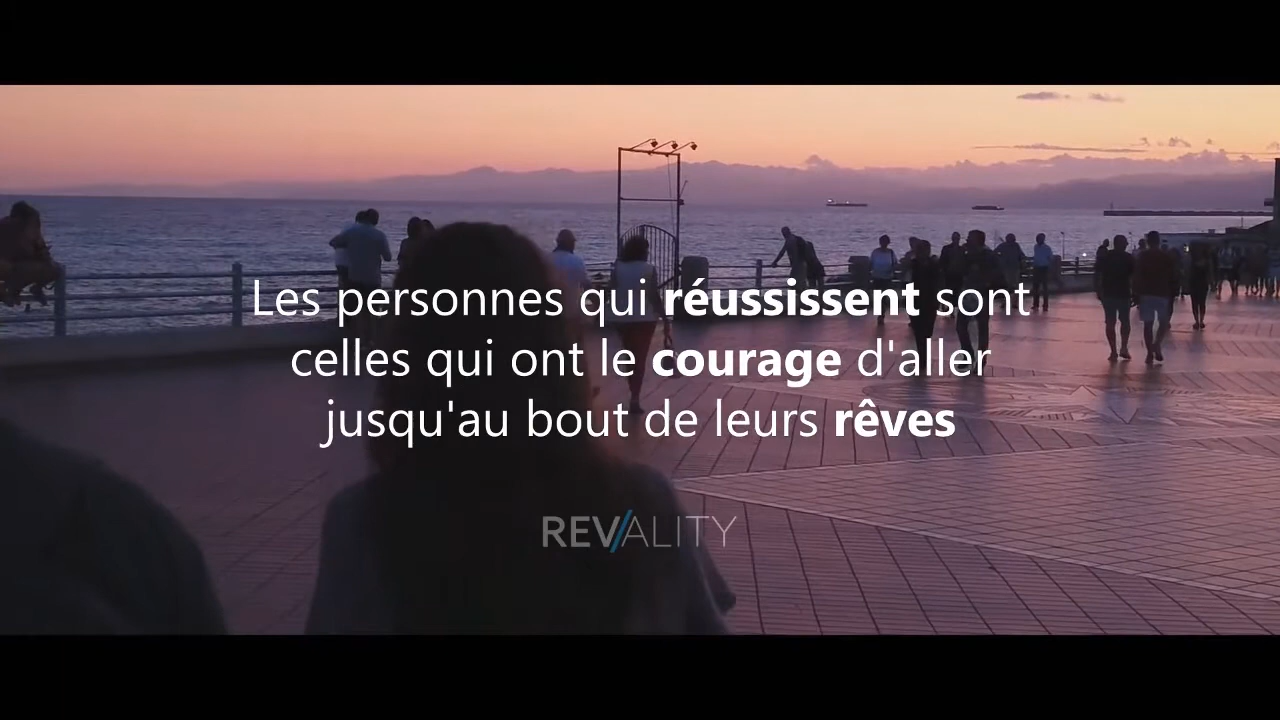 Les personnes qui réussissent sont
celles qui ont le courage d'aller
jusqu'au bout de leurs rêves
REVALITY